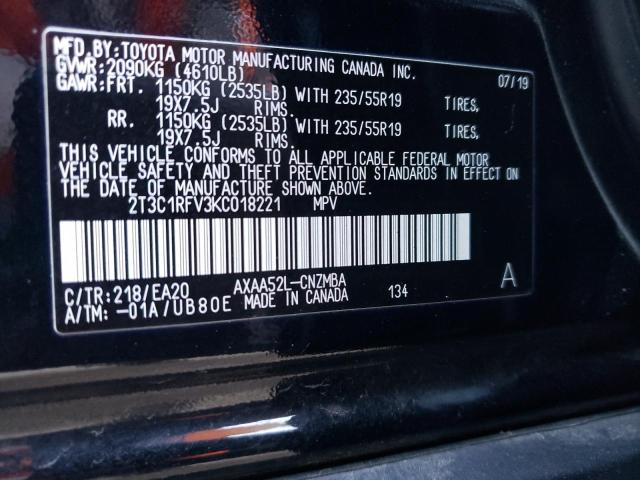 MFD.BY:TOYOTA MOTOR MANUFACTURING CANADA INC.
GVWR:2090KG (4610LB) 07/19
GAWR:FRT. 1150KG (2535LB) WITH 235/55R19 TIRES,
19X7.5J RIMS.
RR. 1150KG (2535LB) WITH 235/55R19 TIRES,
19X7.5J RIMS.
THIS VEHICLE CONFORMS TO ALL APPLICABLE FEDERAL MOTOR
VEHICLE SAFETY AND THEFT PREVENTION STANDARDS IN EFFECT ON
THE DATE OF MANUFACTURE SHOWN ABOVE.
2T3C1RFV3KC018221 MPV
C/TR:218/EA20 AXAA52L-CNZMBA A
A/TM:-01A/UB80E MADE IN CANADA 134